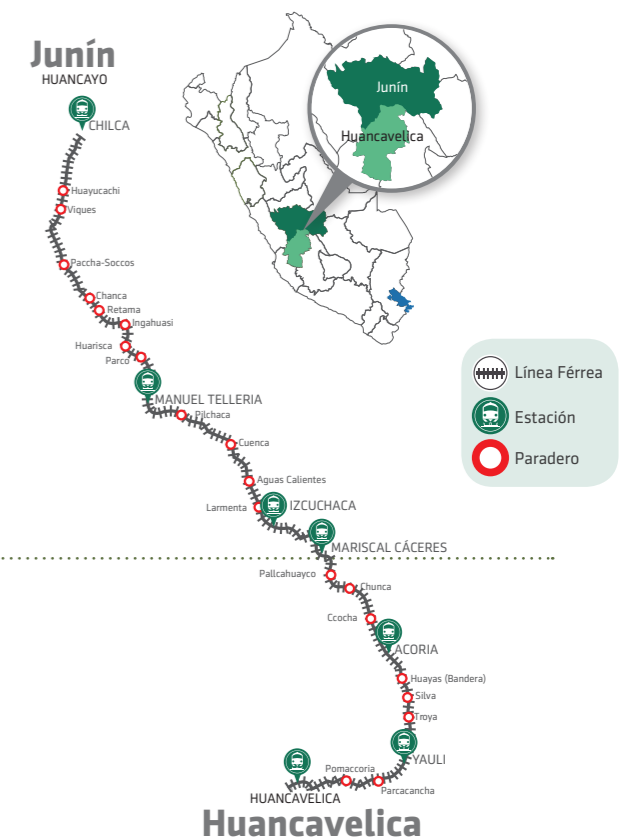 Junín
HUANCAYO
CHILCA
Huayucachi
Viques
Paccha-Soccos
Chanca
Retama
Ingahuasi
Huarisca
Parco
MANUEL TELLERIA
Pilchaca
Cuenca
Aguas Calientes
Larmenta
IZCUCHACA
MARISCAL CÁCERES
Pallcahuayco
Chunca
Ccocha
ACORIA
Huayas (Bandera)
Silva
Troya
YAULI
Pomaccoria
Parcacancha
HUANCAVELICA
Huancavelica
Junín
Huancavelica
Línea Férrea
Estación
Paradero